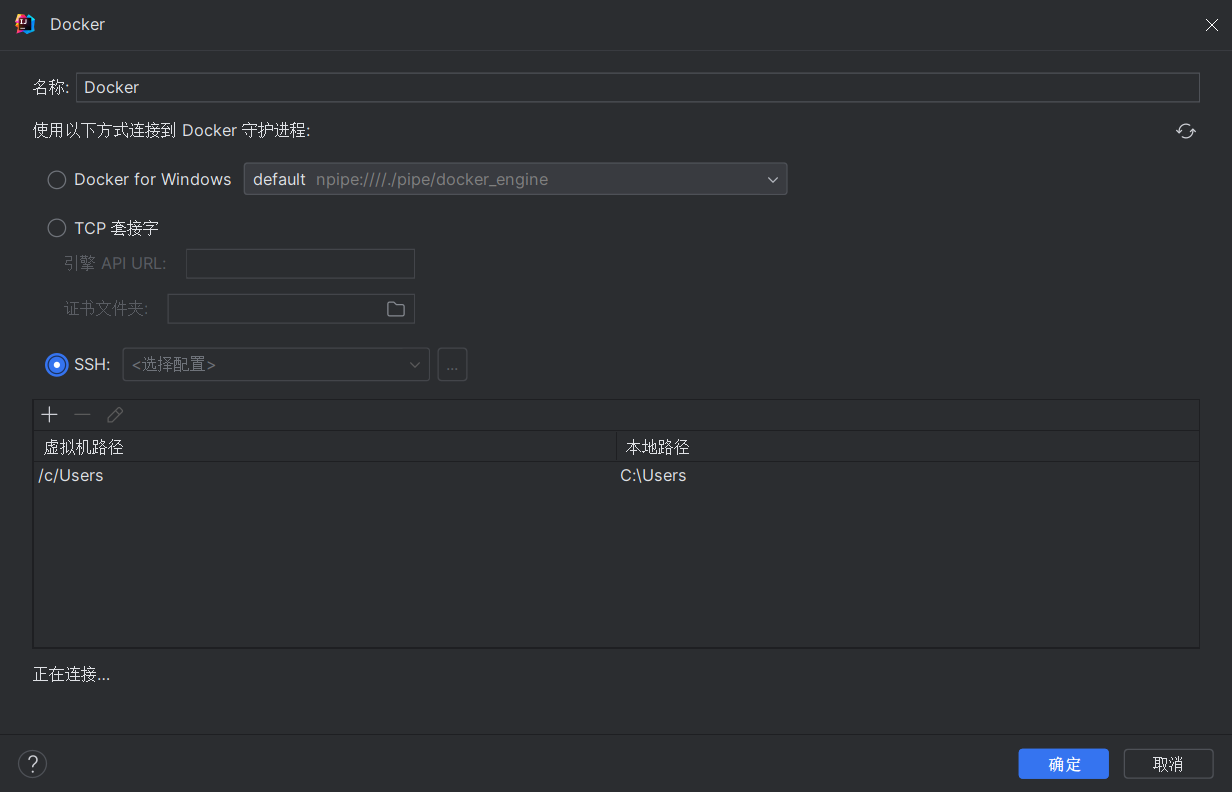 Docker
名称: Docker
使用以下方式连接到 Docker 守护进程:
Docker for Windows default npipe:////./pipe/docker_engine
TCP 套接字
引擎 API URL:
证书文件夹:
SSH: <选择配置> ...
虚拟机路径 本地路径
/c/Users C:\Users
正在连接...
? 确定 取消